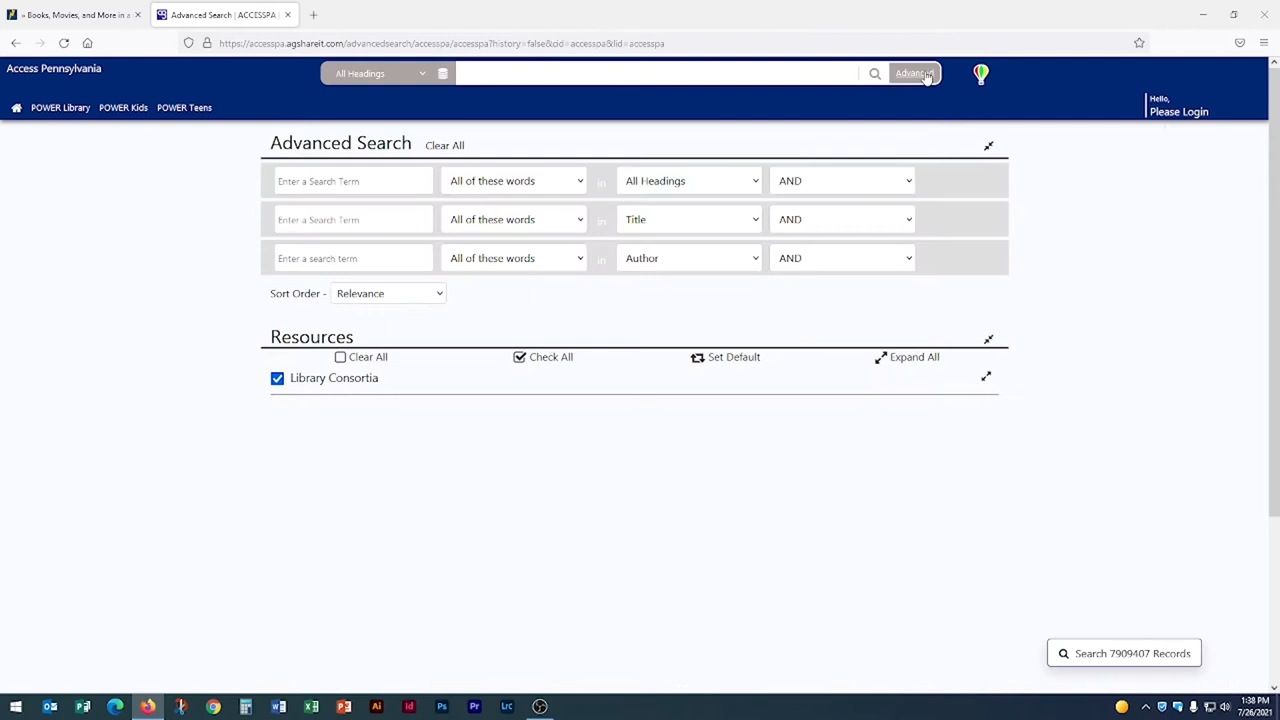 » Books, Movies, and More in a
Advanced Search | ACCESSPA
https://accesspa.agshareit.com/advancedsearch/accesspa/accesspa?history=false&cid=accesspa&lid=accesspa
Access Pennsylvania
All Headings
Advanced
POWER Library POWER Kids POWER Teens
Hello,
Please Login
Advanced Search Clear All
Enter a Search Term All of these words in All Headings AND
Enter a Search Term All of these words in Title AND
Enter a search term All of these words in Author AND
Sort Order - Relevance
Resources
Clear All Check All Set Default Expand All
Library Consortia
Search 7909407 Records
1:38 PM
7/26/2021